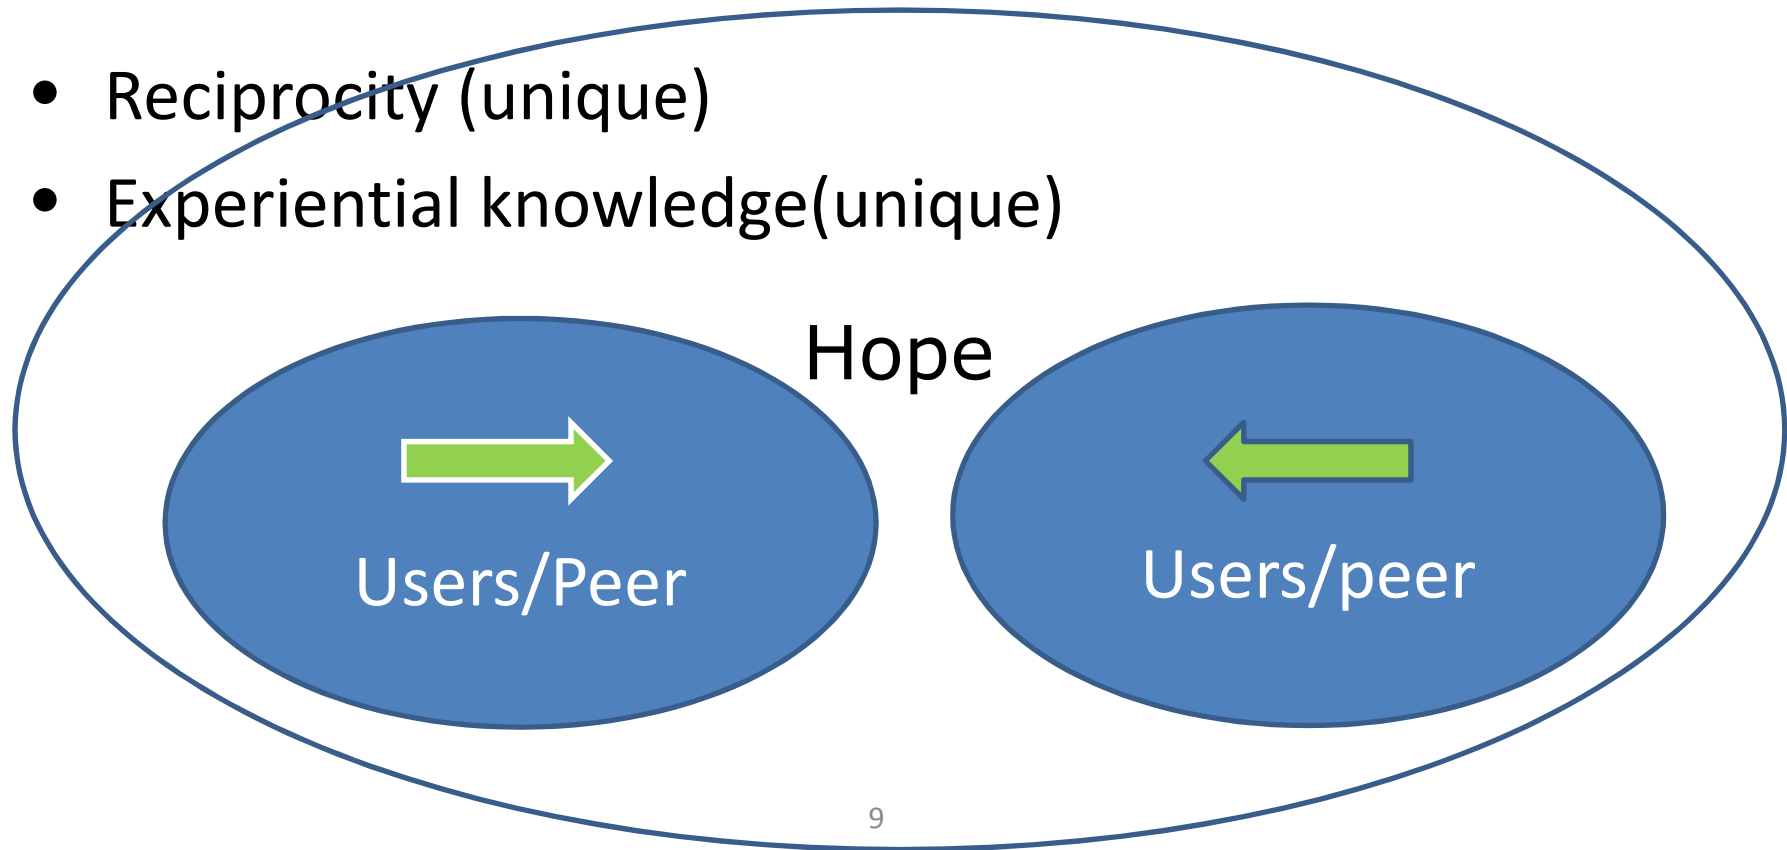 • Reciprocity (unique)
• Experiential knowledge(unique)
Hope
Users/Peer
Users/peer
9